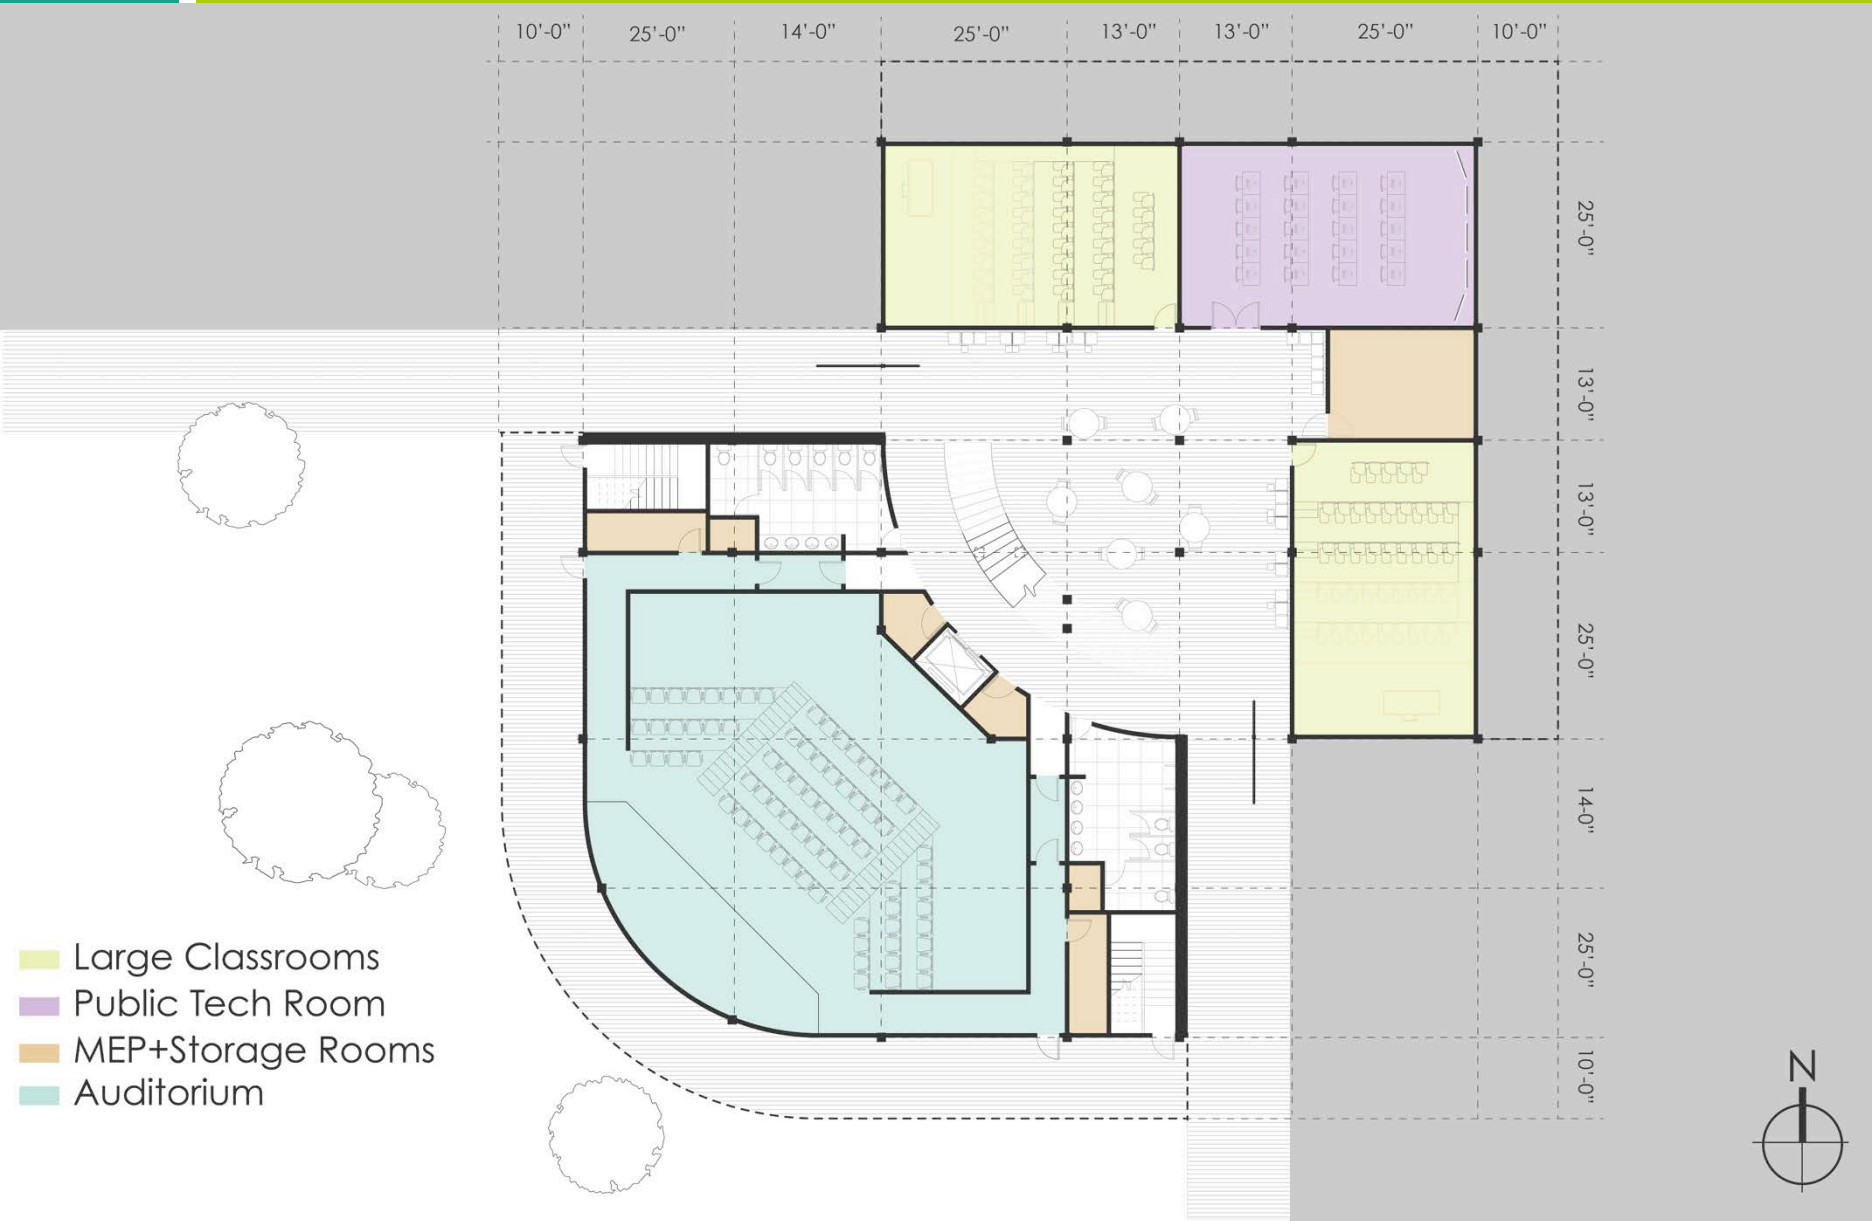 10'-0" 25'-0" 14'-0" 25'-0" 13'-0" 13'-0" 25'-0" 10'-0"
25'-0"
13'-0"
13'-0"
25'-0"
14-0"
25'-0"
10'-0"
Large Classrooms
Public Tech Room
MEP+Storage Rooms
Auditorium
N